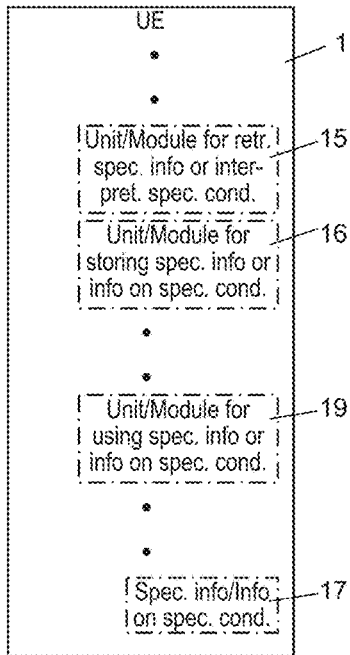 UE
1
Unit/Module for retr.
spec. info or inter-
pret. spec. cond.
15
Unit/Module for
storing spec. info or
info on spec. cond.
16
Unit/Module for
using spec. info or
info on spec. cond.
19
Spec. info/Info
on spec. cond.
17